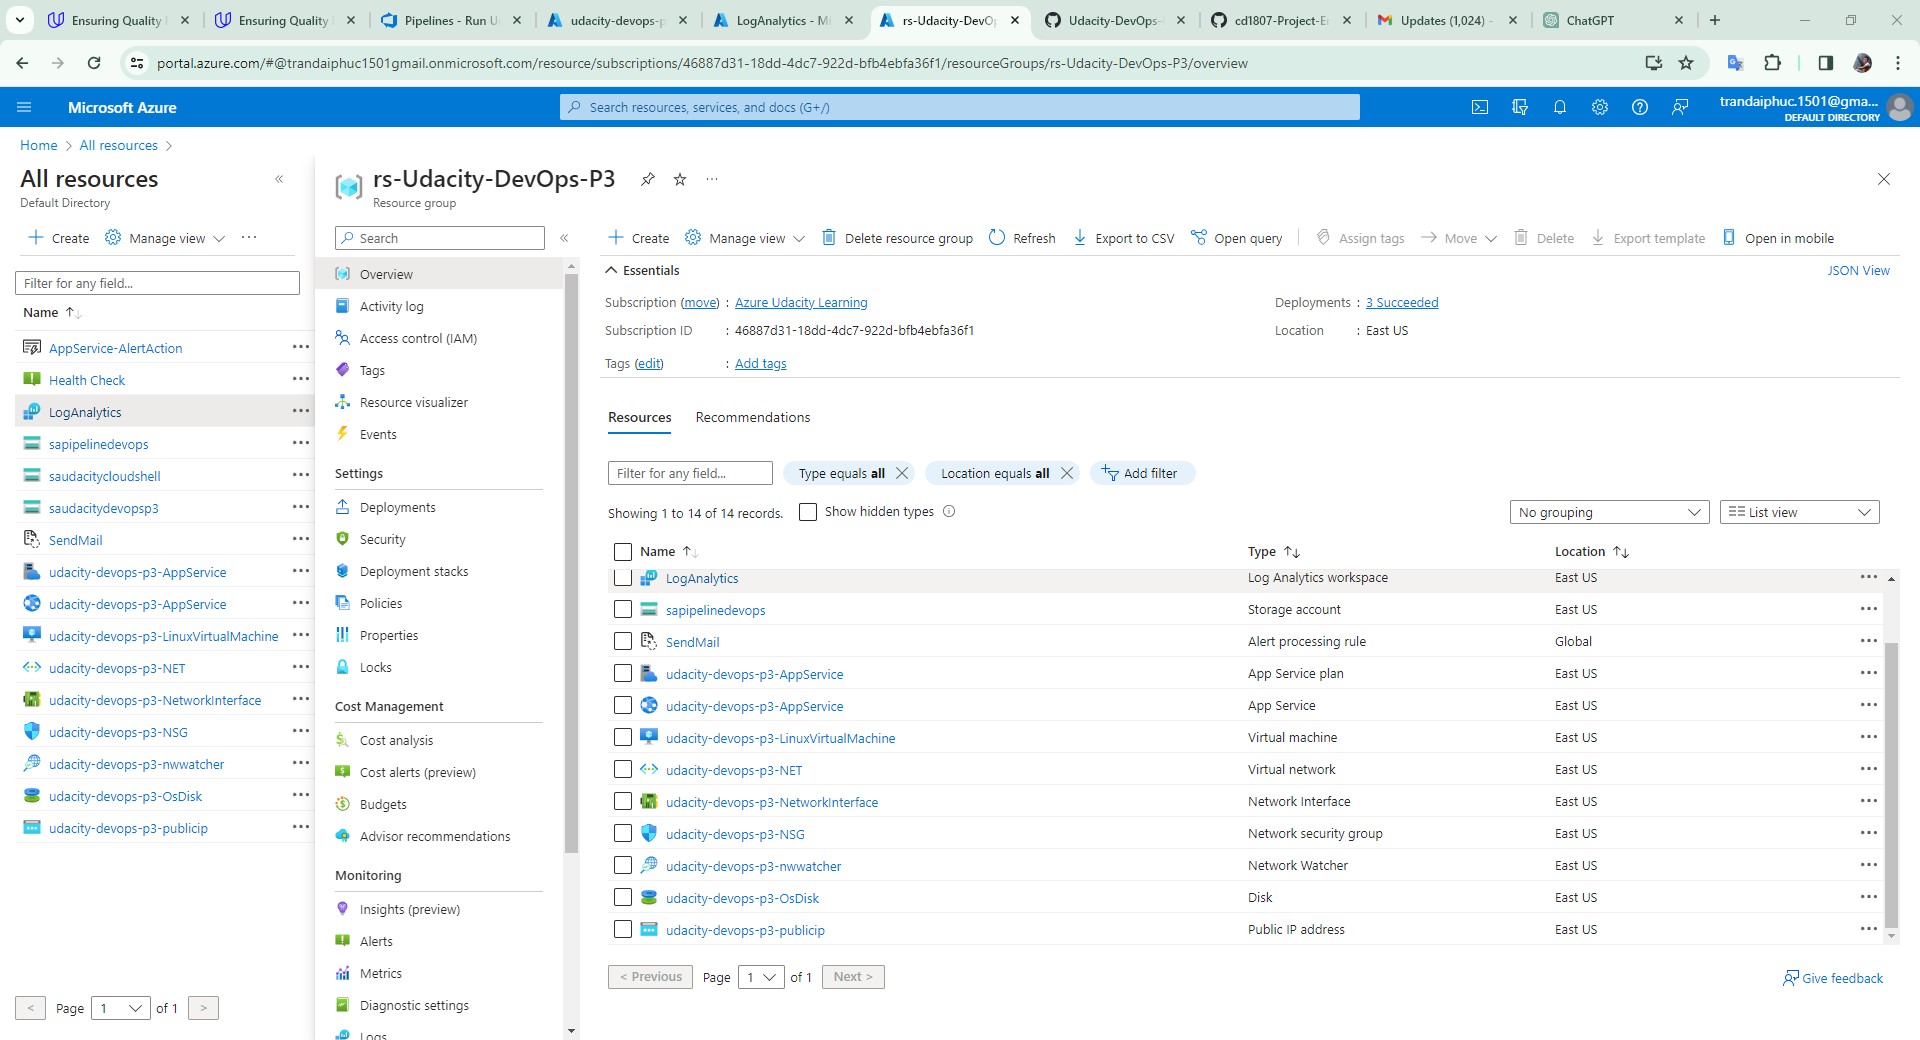 Ensuring Quality
Ensuring Quality
Pipelines - Run U
udacity-devops-p
LogAnalytics - Mi
rs-Udacity-DevOp
Udacity-DevOps-
cd1807-Project-En
Updates (1,024) -
ChatGPT
portal.azure.com/#@trandaiphuc1501gmail.onmicrosoft.com/resource/subscriptions/46887d31-18dd-4dc7-922d-bfb4ebfa36f1/resourceGroups/rs-Udacity-DevOps-P3/overview
Microsoft Azure
Search resources, services, and docs (G+/)
trandaiphuc.1501@gma...
DEFAULT DIRECTORY
Home > All resources >
All resources
Default Directory
Create
Manage view
Filter for any field...
Name
AppService-AlertAction
Health Check
LogAnalytics
sapipelinedevops
saudacitycloudshell
saudacitydevopsp3
SendMail
udacity-devops-p3-AppService
udacity-devops-p3-AppService
udacity-devops-p3-LinuxVirtualMachine
udacity-devops-p3-NET
udacity-devops-p3-NetworkInterface
udacity-devops-p3-NSG
udacity-devops-p3-nwwatcher
udacity-devops-p3-OsDisk
udacity-devops-p3-publicip
< Page 1 of 1 >
rs-Udacity-DevOps-P3
Resource group
Search
Overview
Activity log
Access control (IAM)
Tags
Resource visualizer
Events
Settings
Deployments
Security
Deployment stacks
Policies
Properties
Locks
Cost Management
Cost analysis
Cost alerts (preview)
Budgets
Advisor recommendations
Monitoring
Insights (preview)
Alerts
Metrics
Diagnostic settings
Logs
Create Manage view Delete resource group Refresh Export to CSV Open query Assign tags Move Delete Export template Open in mobile
Essentials
JSON View
Subscription (move) : Azure Udacity Learning
Subscription ID : 46887d31-18dd-4dc7-922d-bfb4ebfa36f1
Tags (edit) : Add tags
Deployments : 3 Succeeded
Location : East US
Resources Recommendations
Filter for any field... Type equals all Location equals all Add filter
Showing 1 to 14 of 14 records. Show hidden types No grouping List view
Name Type Location
LogAnalytics Log Analytics workspace East US
sapipelinedevops Storage account East US
SendMail Alert processing rule Global
udacity-devops-p3-AppService App Service plan East US
udacity-devops-p3-AppService App Service East US
udacity-devops-p3-LinuxVirtualMachine Virtual machine East US
udacity-devops-p3-NET Virtual network East US
udacity-devops-p3-NetworkInterface Network Interface East US
udacity-devops-p3-NSG Network security group East US
udacity-devops-p3-nwwatcher Network Watcher East US
udacity-devops-p3-OsDisk Disk East US
udacity-devops-p3-publicip Public IP address East US
< Previous Page 1 of 1 Next >
Give feedback